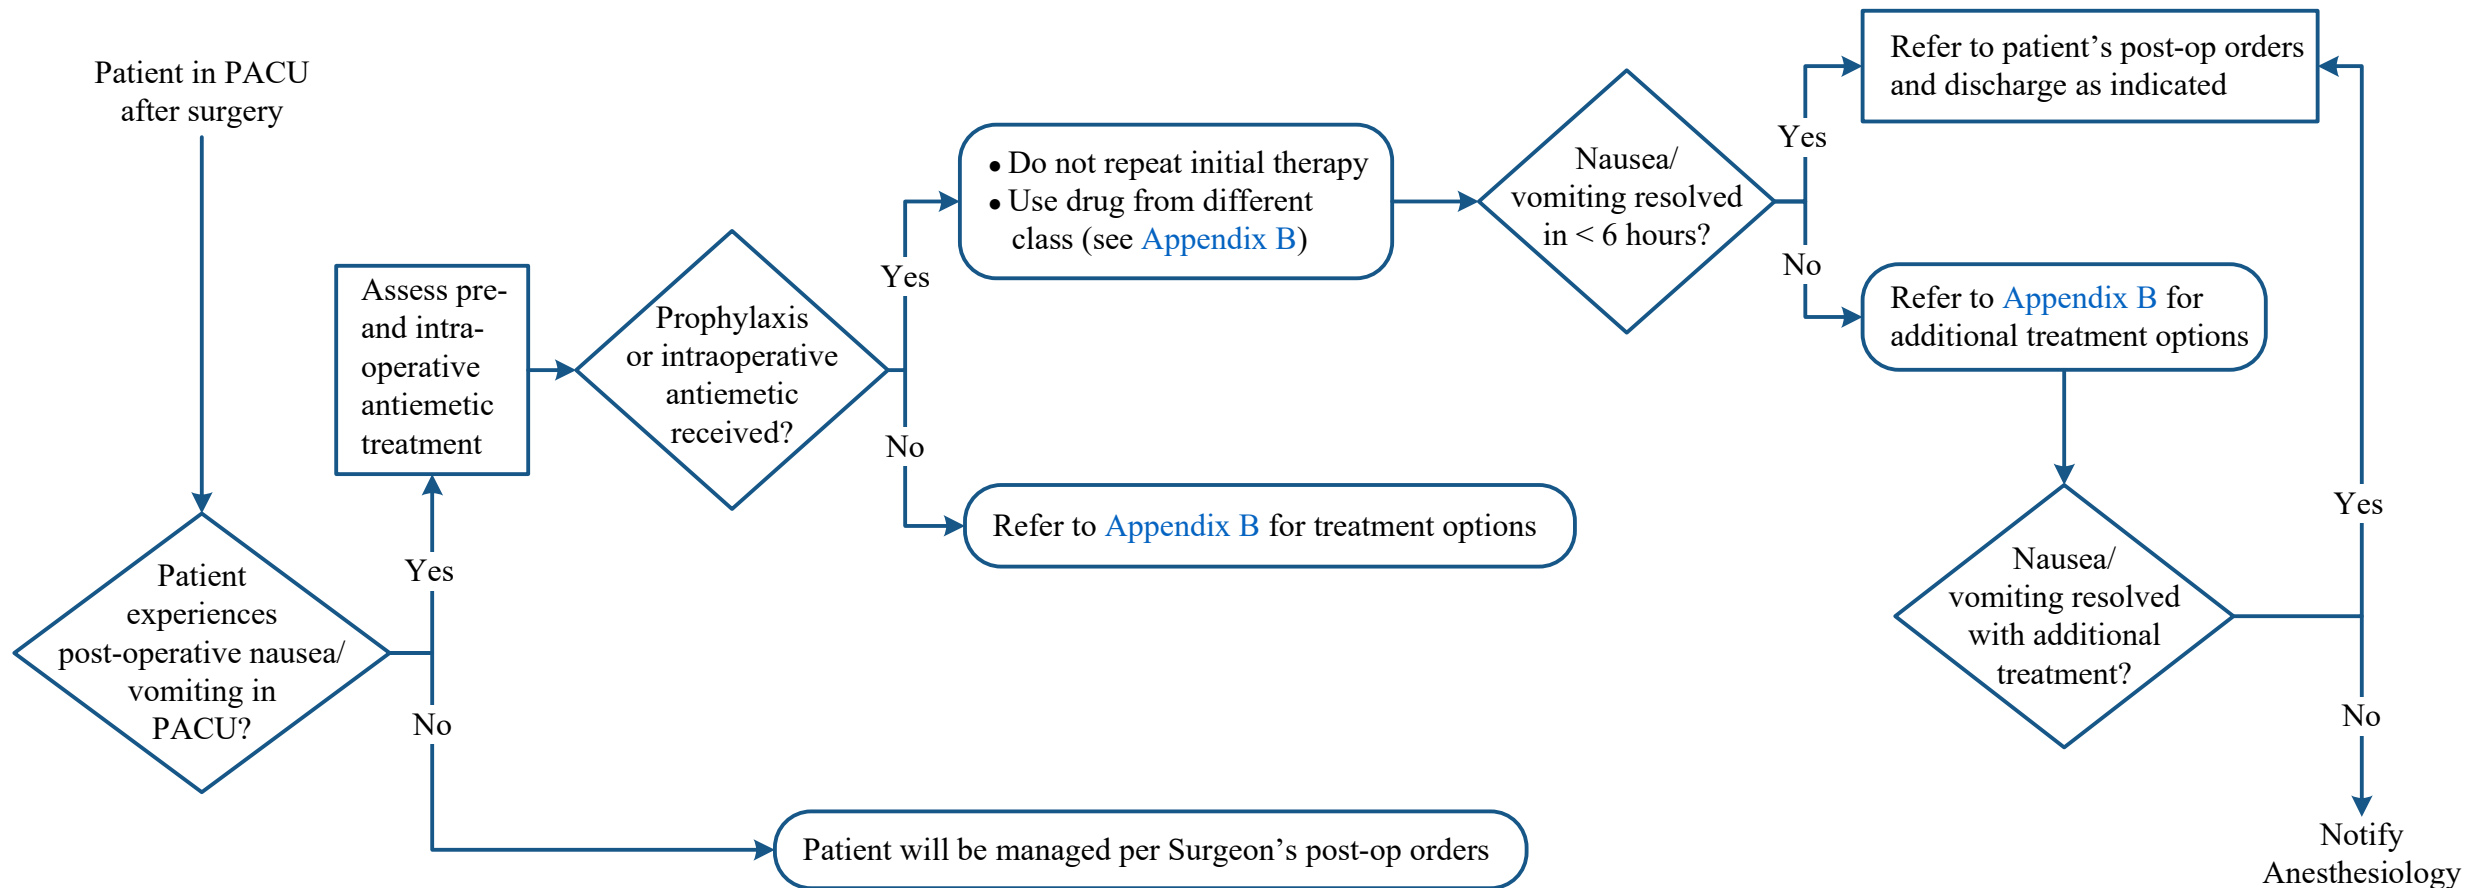 Patient in PACU
after surgery
Patient
experiences
post-operative nausea/
vomiting in
PACU?
Yes
No
Assess pre-
and intra-
operative
antiemetic
treatment
Prophylaxis
or intraoperative
antiemetic
received?
Yes
No
• Do not repeat initial therapy
• Use drug from different
class (see Appendix B)
Refer to Appendix B for treatment options
Patient will be managed per Surgeon’s post-op orders
Nausea/
vomiting resolved
in < 6 hours?
Yes
No
Refer to patient’s post-op orders
and discharge as indicated
Refer to Appendix B for
additional treatment options
Nausea/
vomiting resolved
with additional
treatment?
Yes
No
Notify
Anesthesiology